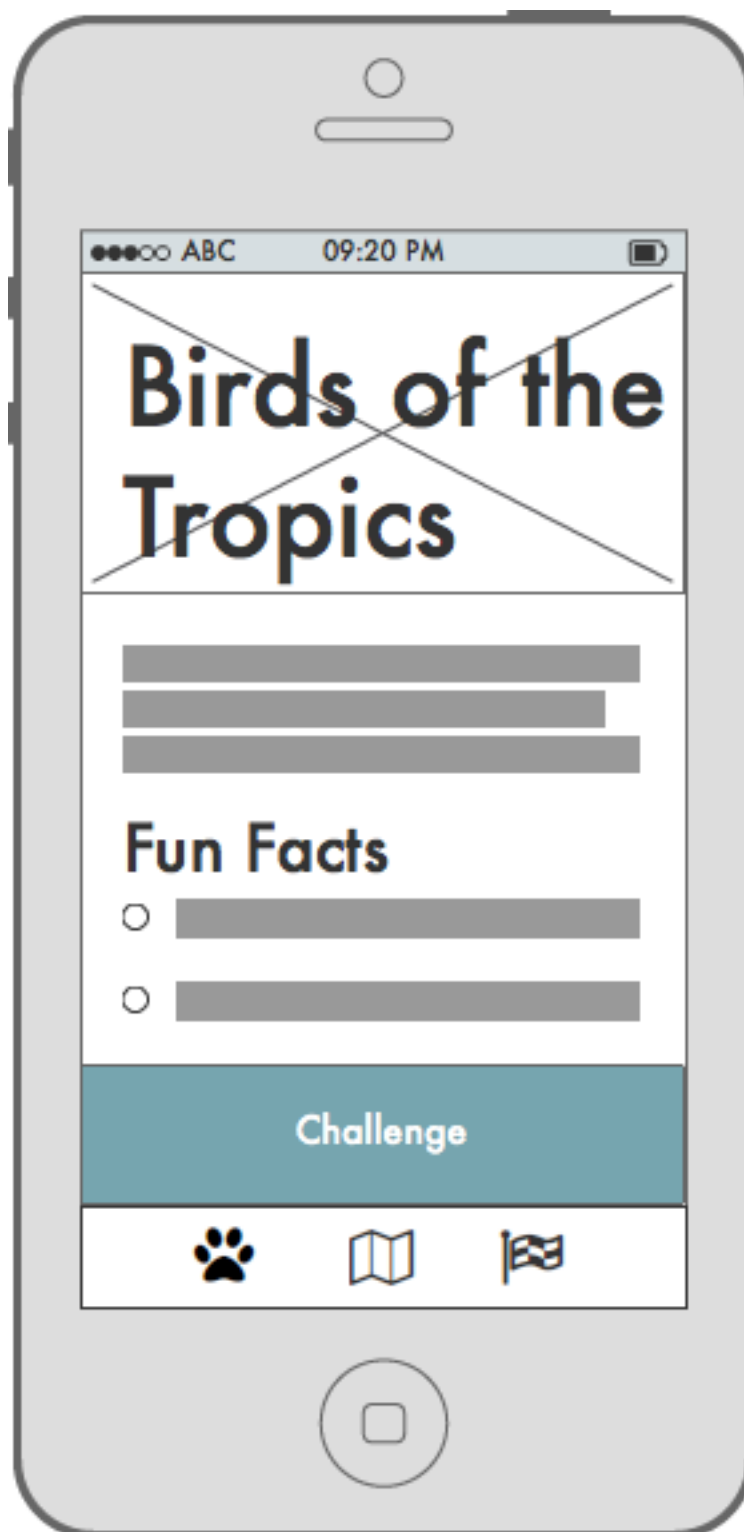 ABC 09:20 PM
Birds of the
Tropics
Fun Facts
Challenge